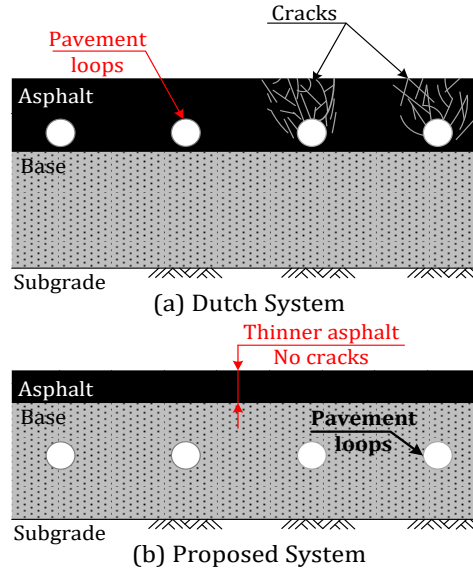 Cracks
Pavement
loops
Asphalt
Base
Subgrade
(a) Dutch System
Thinner asphalt
No cracks
Asphalt
Base
Pavement
loops
Subgrade
(b) Proposed System